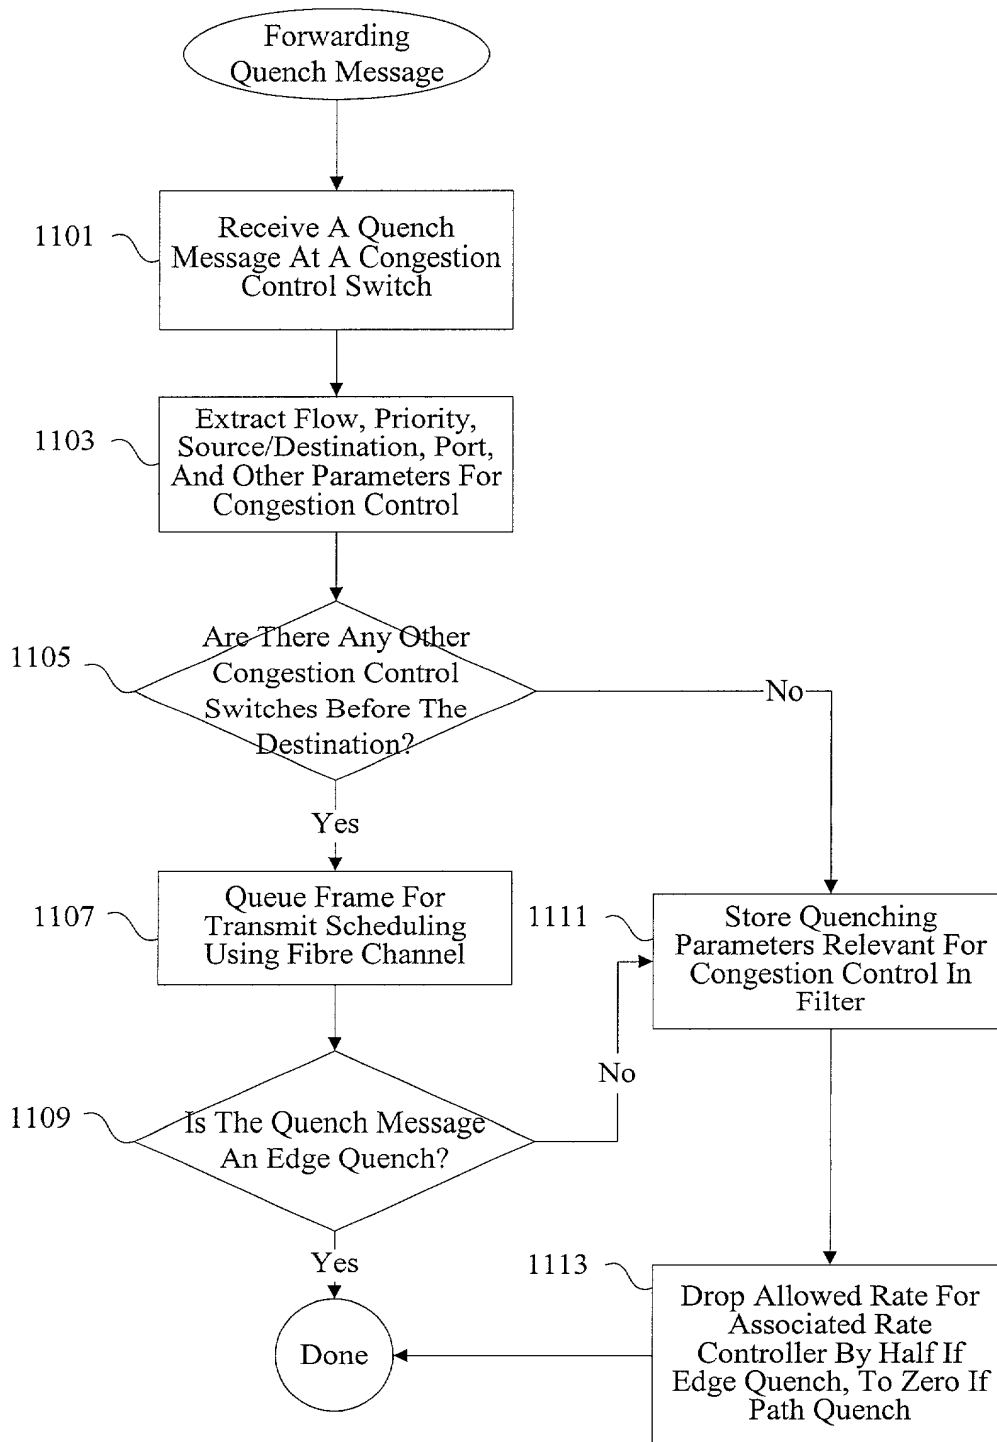 Forwarding
Quench Message
1101
Receive A Quench
Message At A Congestion
Control Switch
1103
Extract Flow, Priority,
Source/Destination, Port,
And Other Parameters For
Congestion Control
1105
Are There Any Other
Congestion Control
Switches Before The
Destination?
No
Yes
1107
Queue Frame For
Transmit Scheduling
Using Fibre Channel
1111
Store Quenching
Parameters Relevant For
Congestion Control In
Filter
No
1109
Is The Quench Message
An Edge Quench?
Yes
1113
Drop Allowed Rate For
Associated Rate
Controller By Half If
Edge Quench, To Zero If
Path Quench
Done